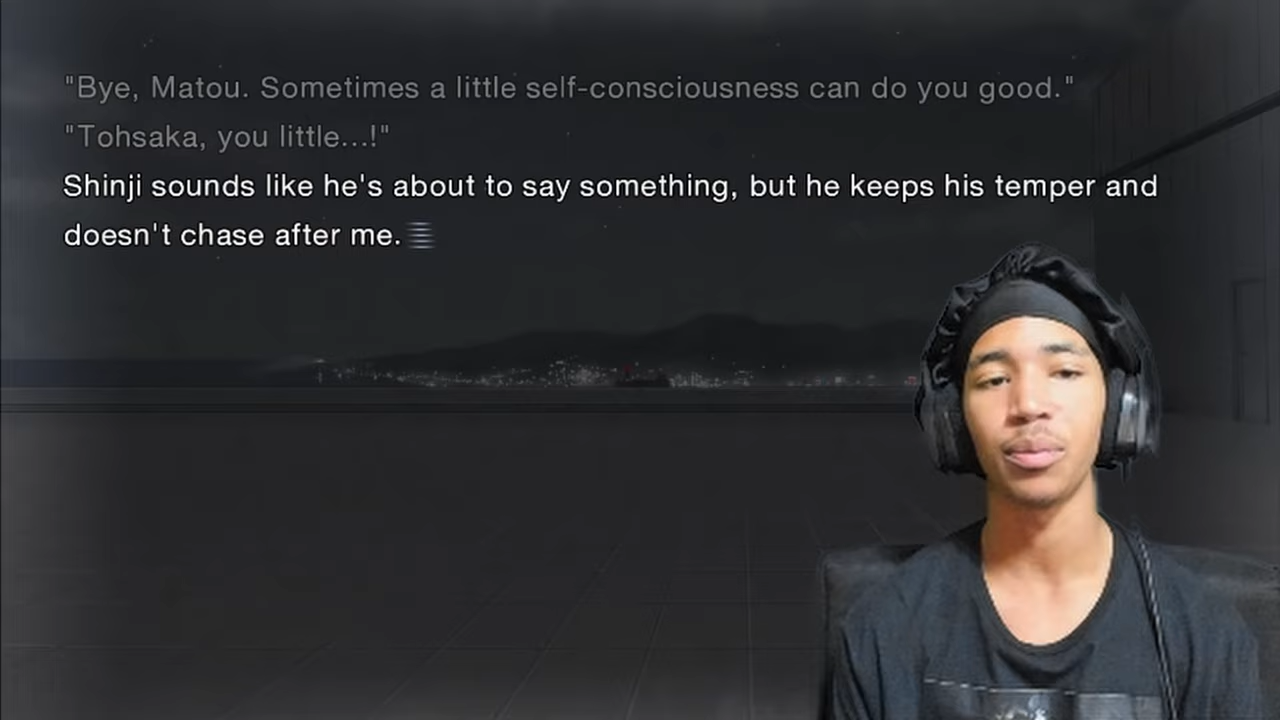 "Bye, Matou. Sometimes a little self-consciousness can do you good."
"Tohsaka, you little...!"
Shinji sounds like he's about to say something, but he keeps his temper and
doesn't chase after me.